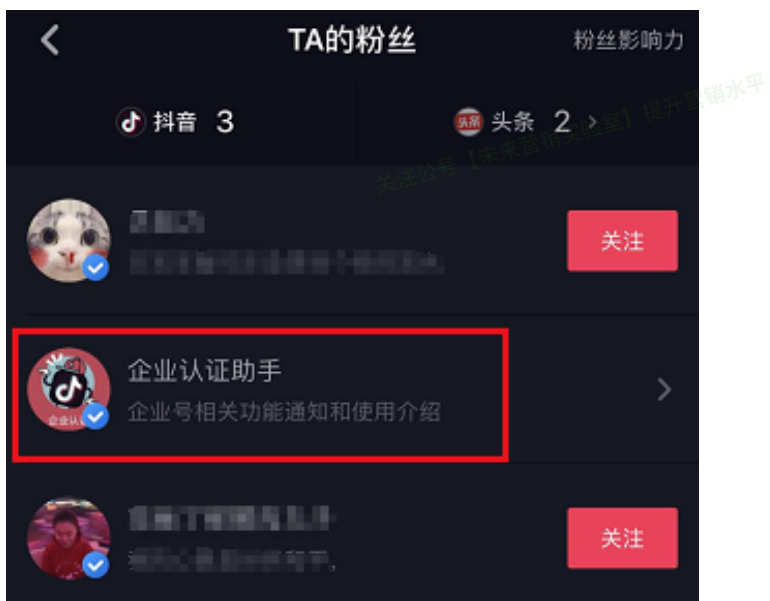 TA的粉丝
粉丝影响力
抖音 3
头条 2
关注公号【未来营销实验室】提升营销水平
关注
企业认证助手
企业号相关功能通知和使用介绍
关注